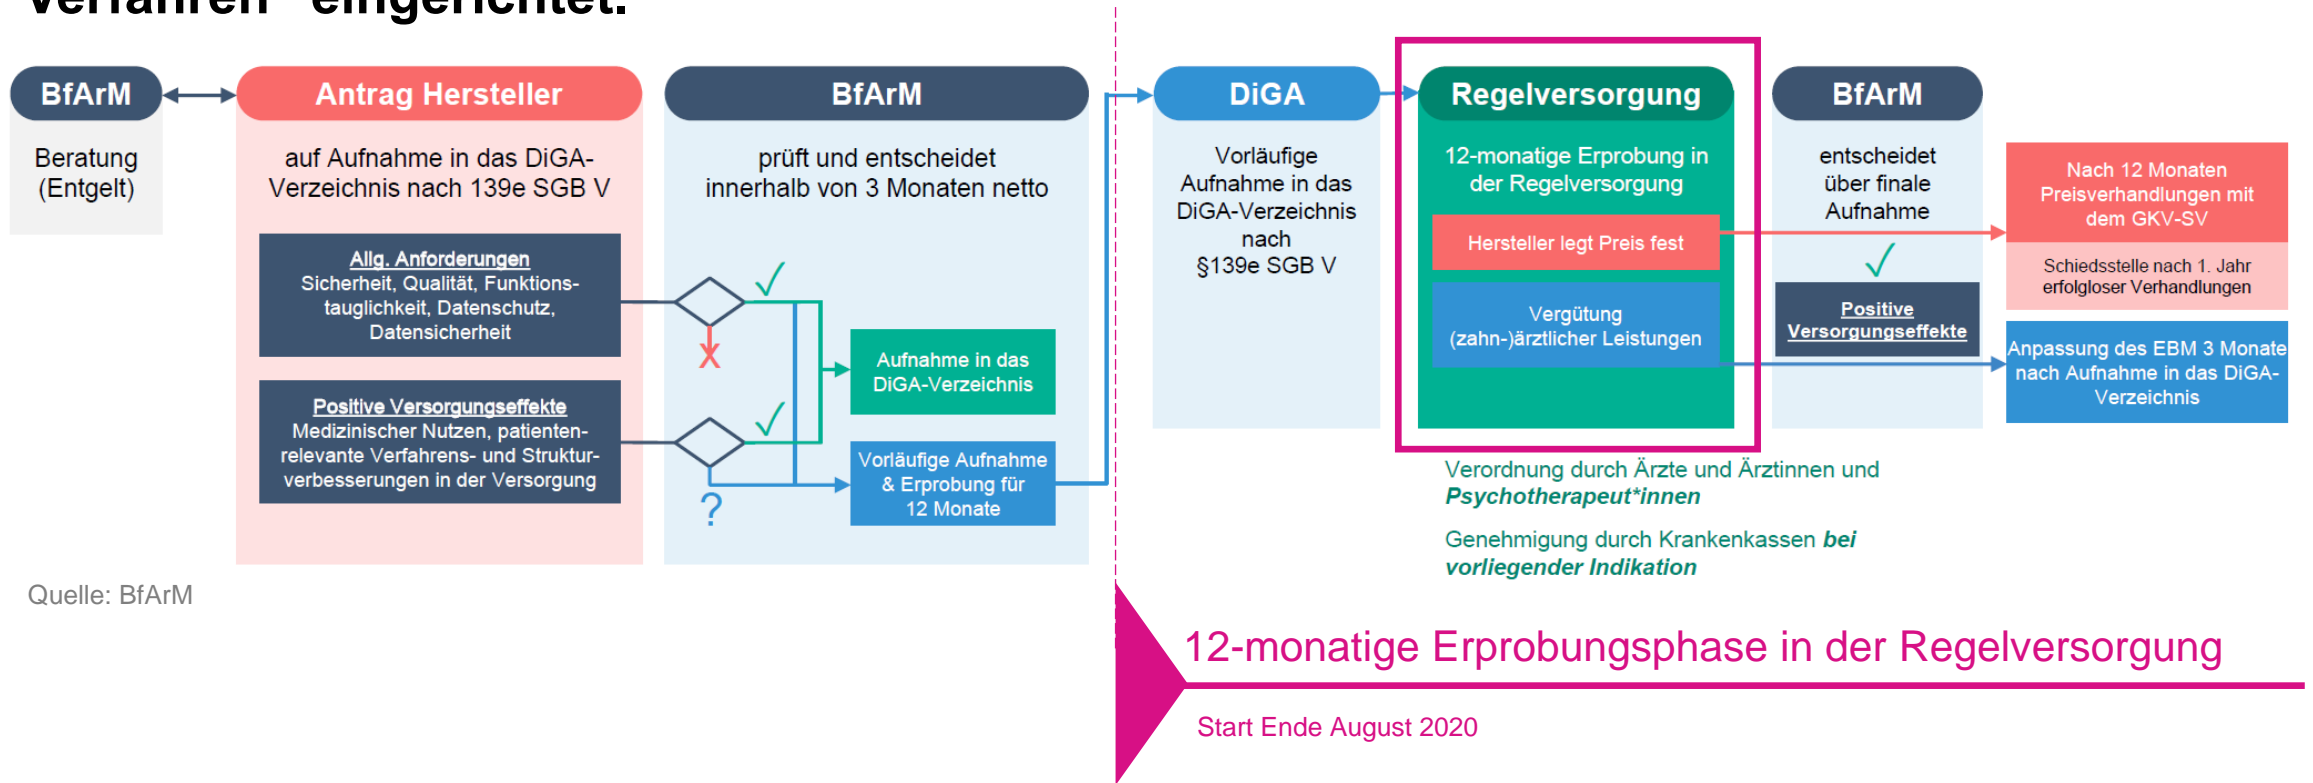 Verfahren" eingerichtet.
BfArM
Beratung
(Entgelt)
Antrag Hersteller
auf Aufnahme in das DiGA-
Verzeichnis nach 139e SGB V
Allg. Anforderungen
Sicherheit, Qualität, Funktions-
tauglichkeit, Datenschutz,
Datensicherheit
Positive Versorgungseffekte
Medizinischer Nutzen, patienten-
relevante Verfahrens- und Struktur-
verbesserungen in der Versorgung
BfArM
prüft und entscheidet
innerhalb von 3 Monaten netto
X
?
Aufnahme in das
DiGA-Verzeichnis
Vorläufige Aufnahme
& Erprobung für
12 Monate
DiGA
Vorläufige
Aufnahme in das
DiGA-Verzeichnis
nach
§139e SGB V
Regelversorgung
12-monatige Erprobung in
der Regelversorgung
Hersteller legt Preis fest
Vergütung
(zahn-)ärztlicher Leistungen
BfArM
entscheidet
über finale
Aufnahme
Positive
Versorgungseffekte
Nach 12 Monaten
Preisverhandlungen mit
dem GKV-SV
Schiedsstelle nach 1. Jahr
erfolgloser Verhandlungen
Anpassung des EBM 3 Monate
nach Aufnahme in das DiGA-
Verzeichnis
Verordnung durch Ärzte und Ärztinnen und
Psychotherapeut*innen
Genehmigung durch Krankenkassen bei
vorliegender Indikation
Quelle: BfArM
12-monatige Erprobungsphase in der Regelversorgung
Start Ende August 2020